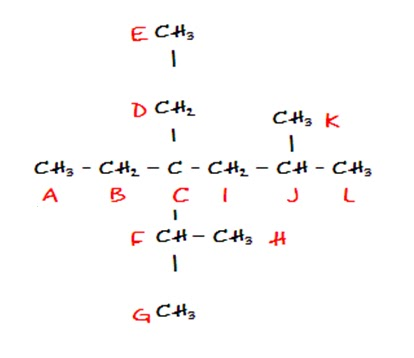 E CH₃
D CH₂
CH₃ K
CH₃ - CH₂ - C - CH₂ - CH - CH₃
A B C I J L
F CH - CH₃ H
G CH₃